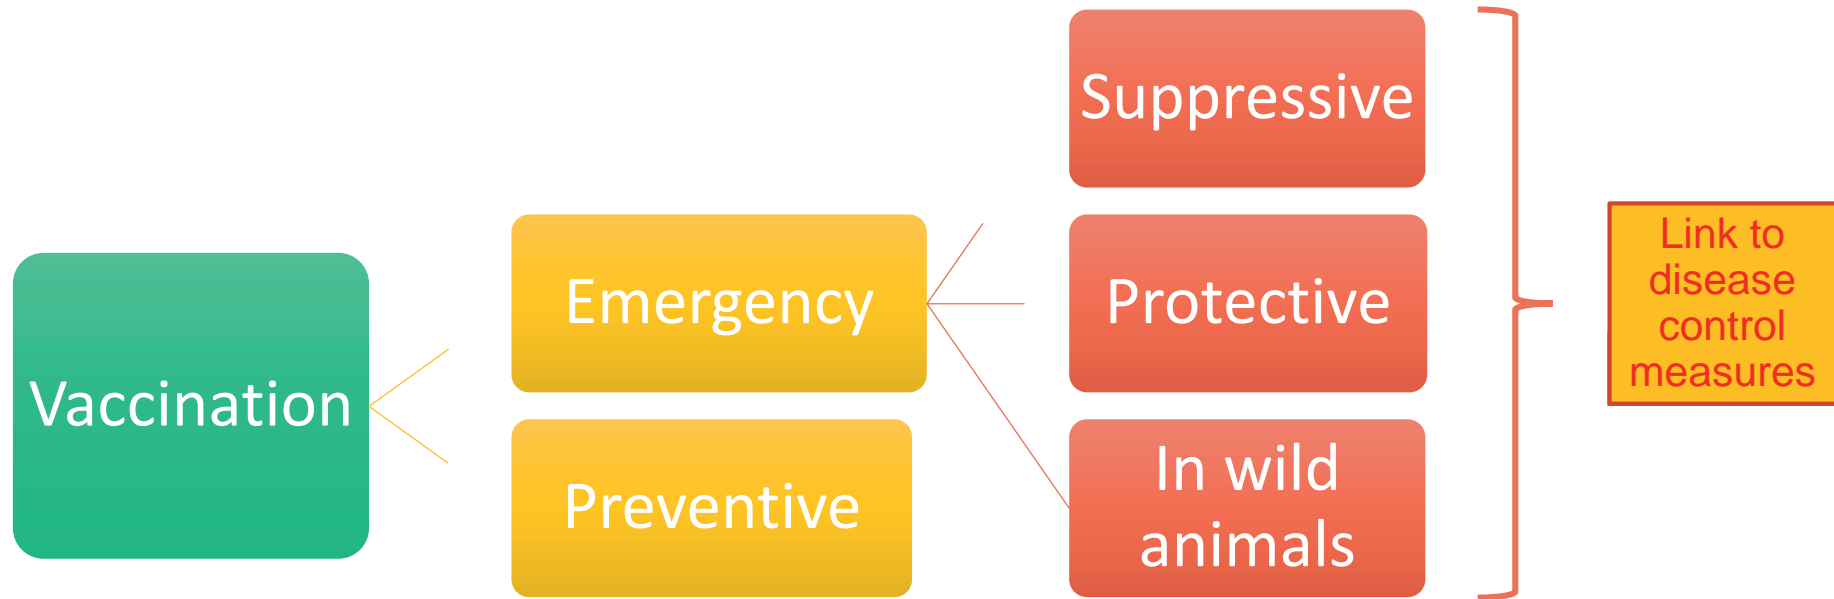 Vaccination
Emergency
Preventive
Suppressive
Protective
In wild
animals
Link to
disease
control
measures